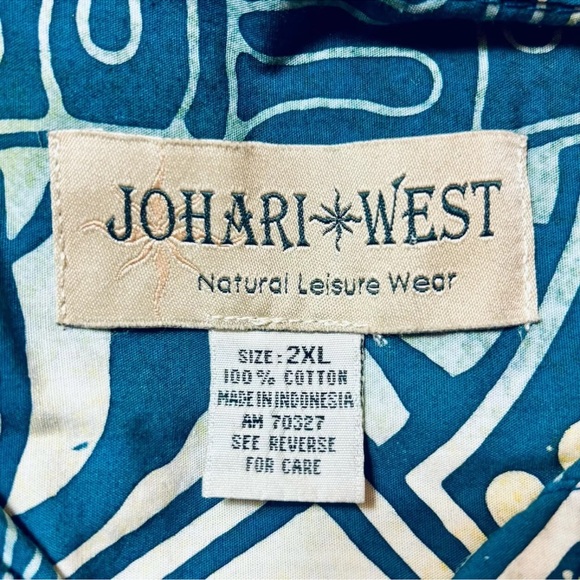 JOHARI WEST
Natural Leisure Wear
SIZE: 2XL
100% COTTON
MADE IN INDONESIA
AM 70327
SEE REVERSE
FOR CARE